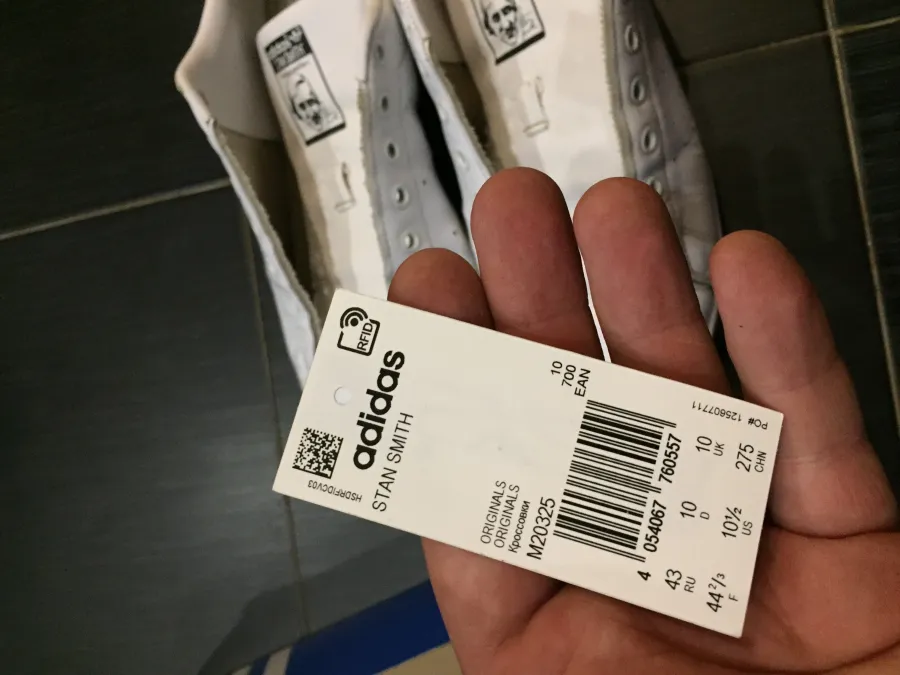 RFID
adidas
STAN SMITH
HSDRFIDCV03
ORIGINALS
ORIGINALS
Кроссовки
M20325
10
700
EAN
4 054067 760557
43 RU
10 D
10 UK
44²/₃ F
10½ US
275 CHN
PO# 125607711